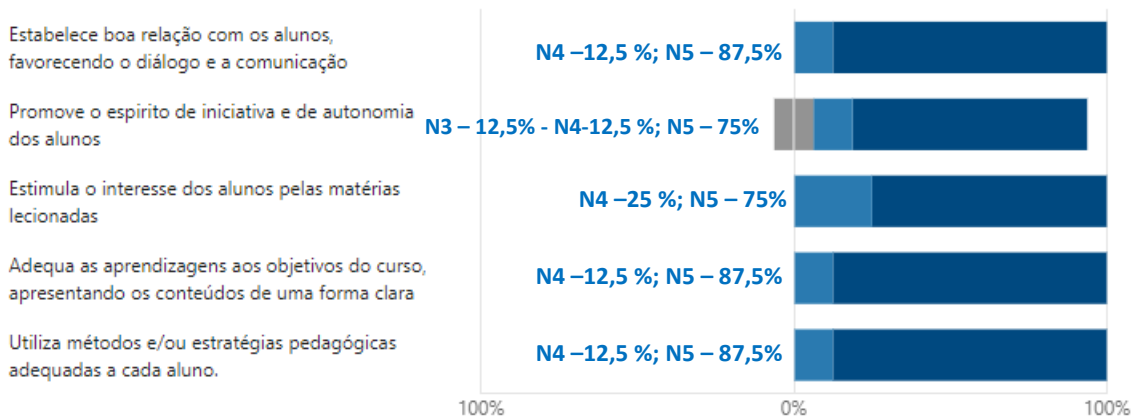 Estabelece boa relação com os alunos,
favorecendo o diálogo e a comunicação
N4 –12,5 %; N5 – 87,5%
Promove o espirito de iniciativa e de autonomia
dos alunos
N3 – 12,5% - N4-12,5 %; N5 – 75%
Estimula o interesse dos alunos pelas matérias
lecionadas
N4 –25 %; N5 – 75%
Adequa as aprendizagens aos objetivos do curso,
apresentando os conteúdos de uma forma clara
N4 –12,5 %; N5 – 87,5%
Utiliza métodos e/ou estratégias pedagógicas
adequadas a cada aluno.
N4 –12,5 %; N5 – 87,5%
100%
0%
100%